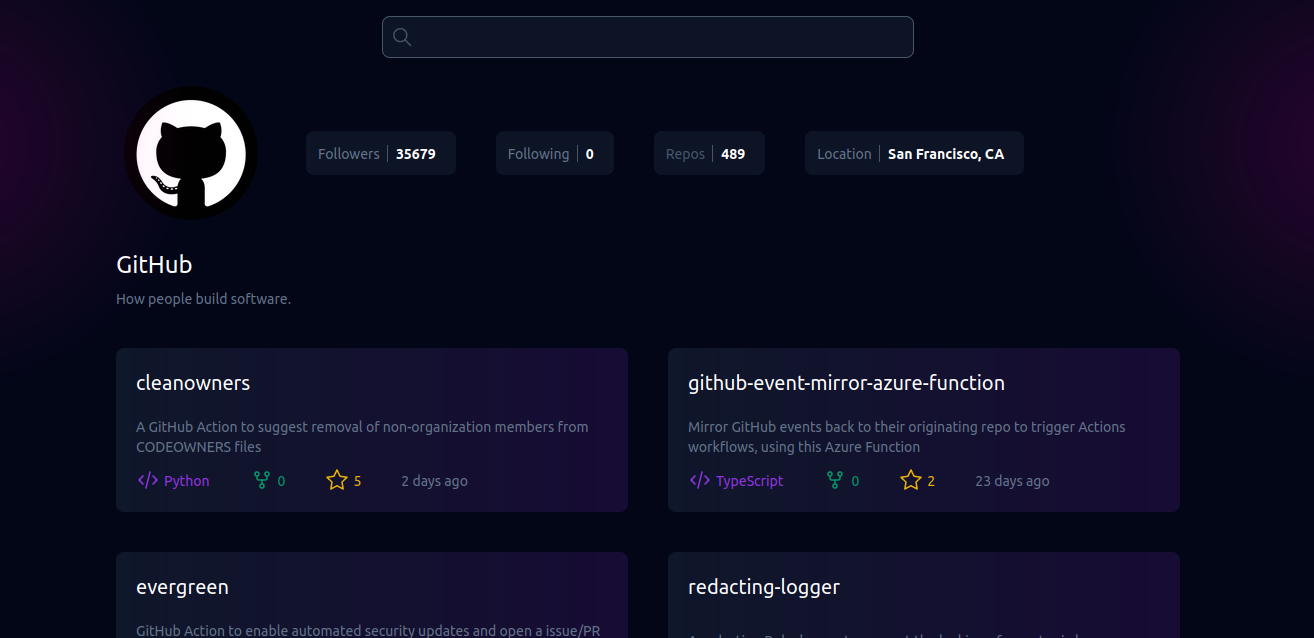 Followers 35679
Following 0
Repos 489
Location San Francisco, CA
GitHub
How people build software.
cleanowners
A GitHub Action to suggest removal of non-organization members from
CODEOWNERS files
Python 0 5 2 days ago
github-event-mirror-azure-function
Mirror GitHub events back to their originating repo to trigger Actions
workflows, using this Azure Function
TypeScript 0 2 23 days ago
evergreen
GitHub Action to enable automated security updates and open a issue/PR
redacting-logger